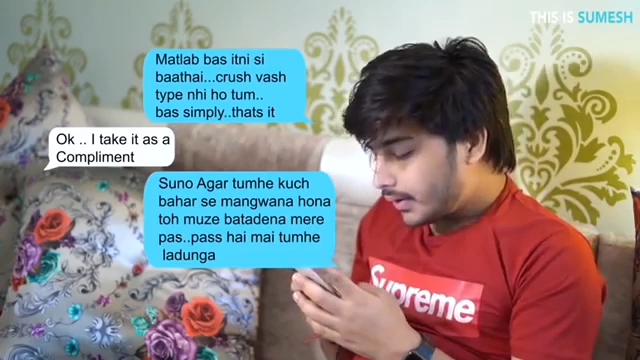 THIS IS SUMESH
Matlab bas itni si
baathai...crush vash
type nhi ho tum..
bas simply..thats it
Ok .. I take it as a
Compliment
Suno Agar tumhe kuch
bahar se mangwana hona
toh muze batadena mere
pas..pass hai mai tumhe
ladunga
Supreme